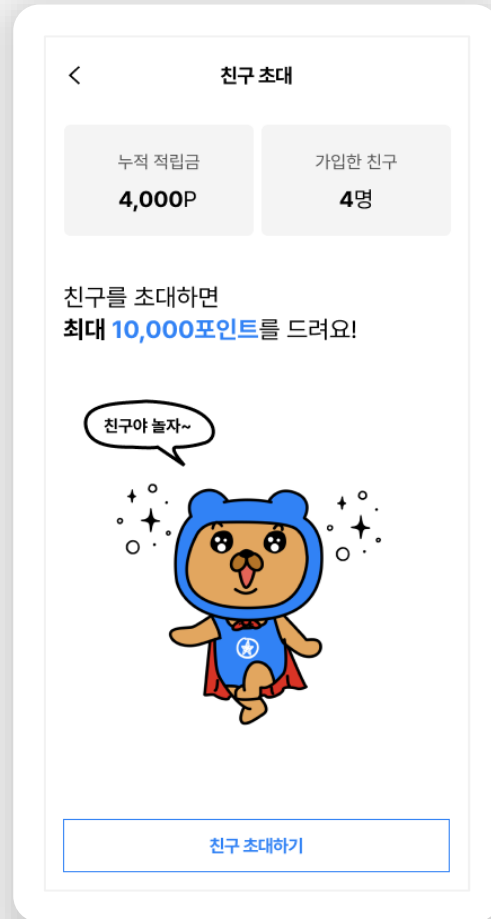 친구 초대
누적 적립금
4,000P
가입한 친구
4명
친구를 초대하면
최대 10,000포인트를 드려요!
친구야 놀자~
친구 초대하기